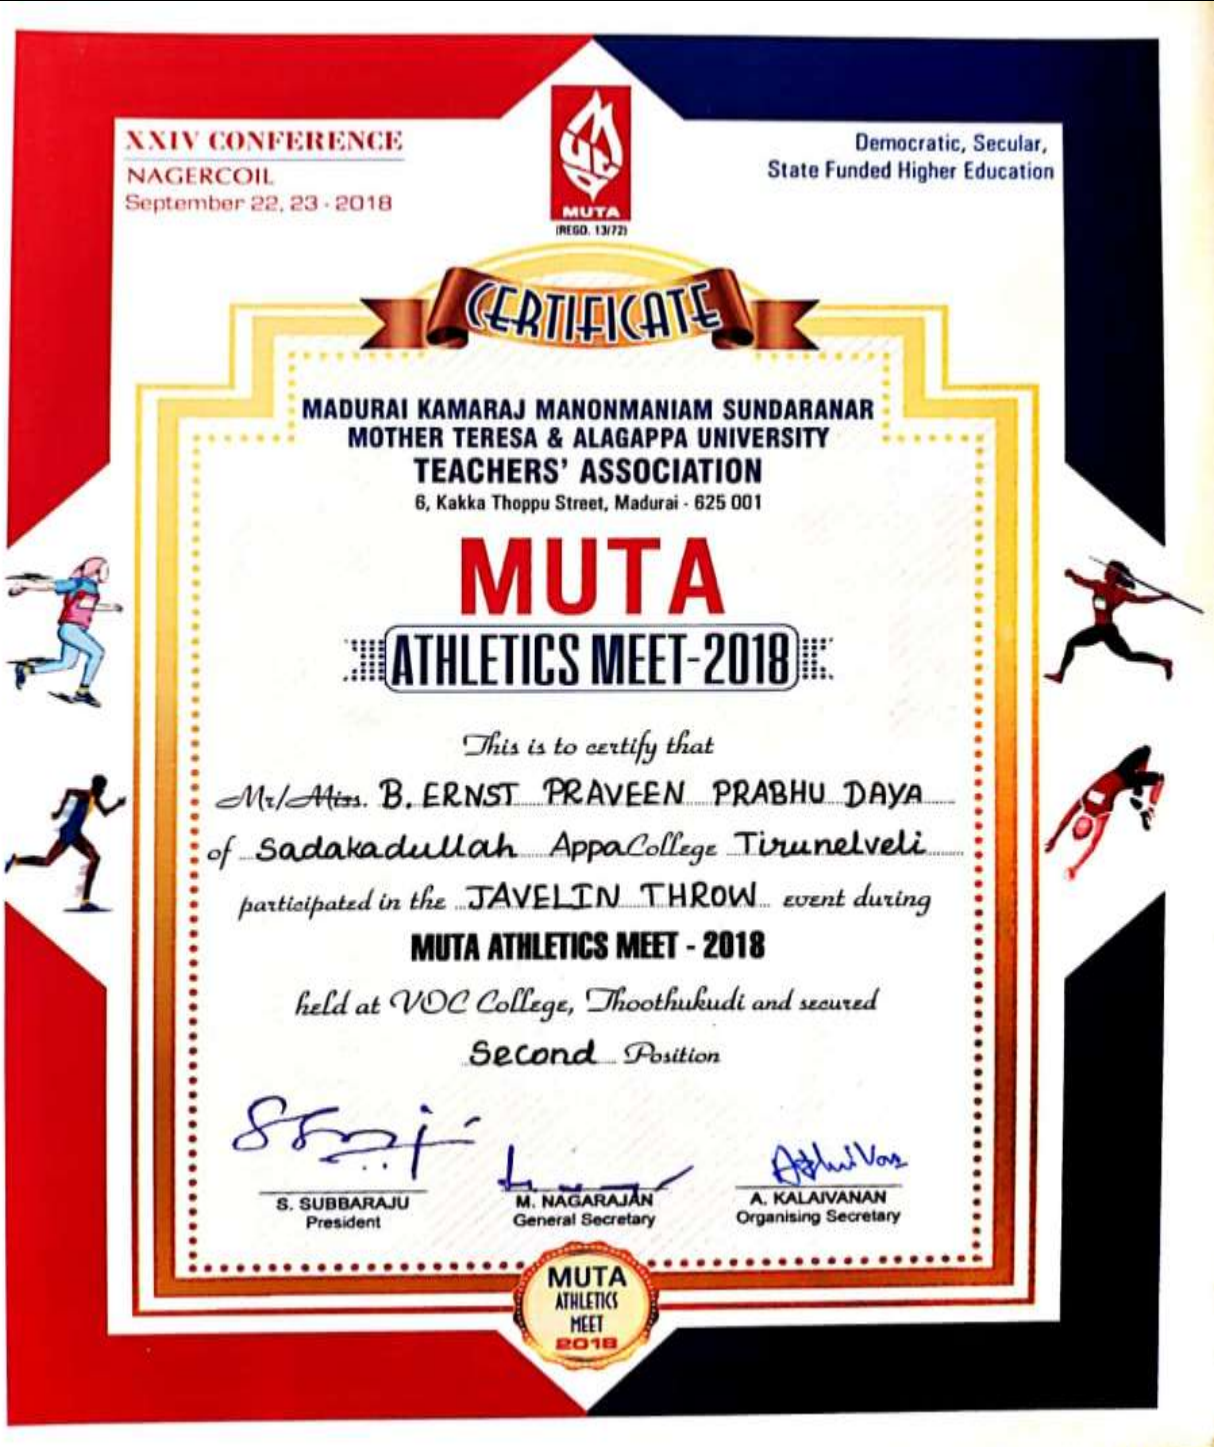 XXIV CONFERENCE
NAGERCOIL
September 22, 23 - 2018
MUTA
MUTA
(REGD. 13/72)
Democratic, Secular,
State Funded Higher Education
CERTIFICATE
MADURAI KAMARAJ MANONMANIAM SUNDARANAR
MOTHER TERESA & ALAGAPPA UNIVERSITY
TEACHERS' ASSOCIATION
6, Kakka Thoppu Street, Madurai - 625 001
MUTA
ATHLETICS MEET-2018
This is to certify that
Mr/Miss. B. ERNST PRAVEEN PRABHU DAYA
of Sadakadullah Appa College Tirunelveli
participated in the JAVELIN THROW event during
MUTA ATHLETICS MEET - 2018
held at VOC College, Thoothukudi and secured
Second Position
S. SUBBARAJU
President
M. NAGARAJAN
General Secretary
A. KALAIVANAN
Organising Secretary
MUTA
ATHLETICS
MEET
2018